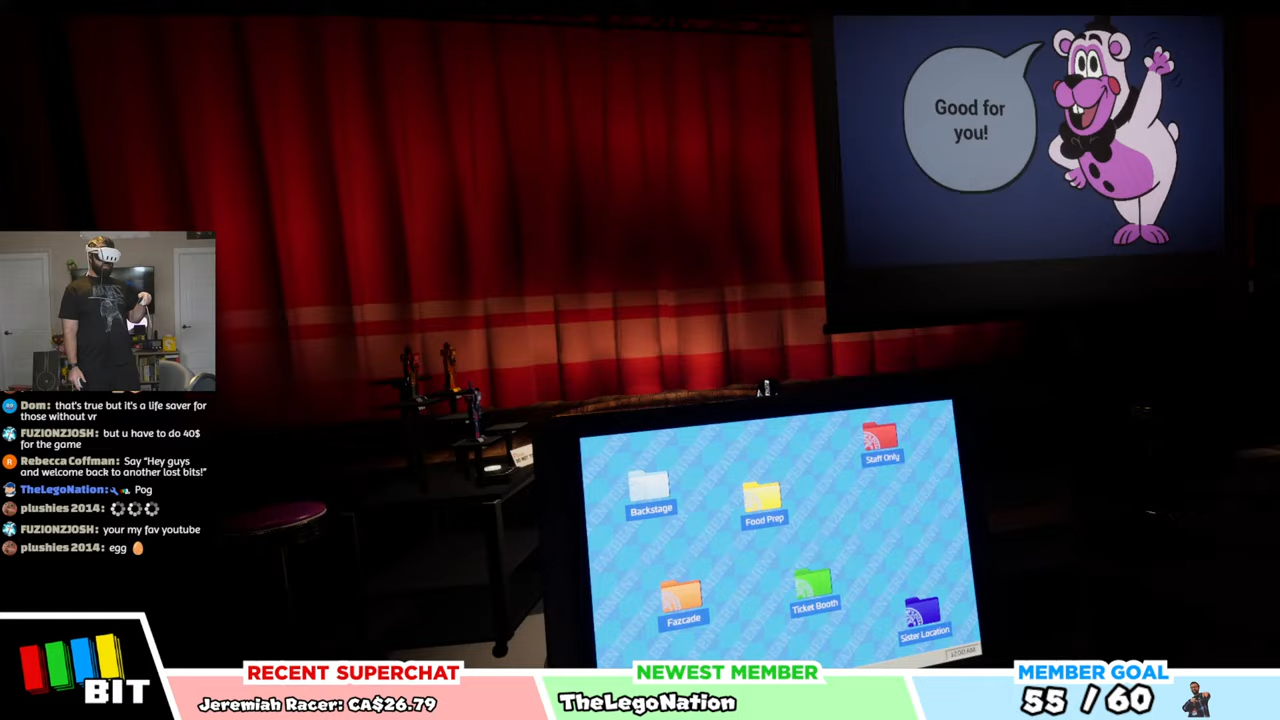 Good for
you!
Staff Only
Backstage
Food Prep
Fazcade
Ticket Booth
Sister Location
12:00 AM
Dom: that's true but it's a life saver for
those without vr
FUZIONZJOSH: but u have to do 40$
for the game
Rebecca Coffman: Say "Hey guys
and welcome back to another lost bits!"
TheLegoNation: Pog
plushies 2014:
FUZIONZJOSH: your my fav youtube
plushies 2014: egg 🥚
BIT
RECENT SUPERCHAT
Jeremiah Racer: CA$26.79
NEWEST MEMBER
TheLegoNation
MEMBER GOAL
55 / 60